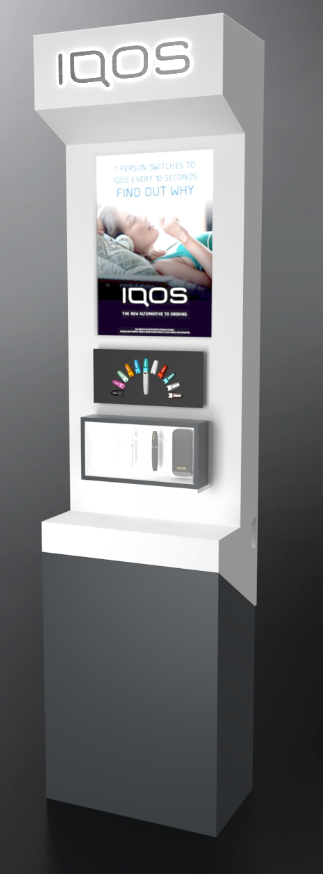 IQOS
1 PERSON SWITCHES TO
IQOS EVERY 10 SECONDS
FIND OUT WHY
IQOS
THE NEW ALTERNATIVE TO SMOKING